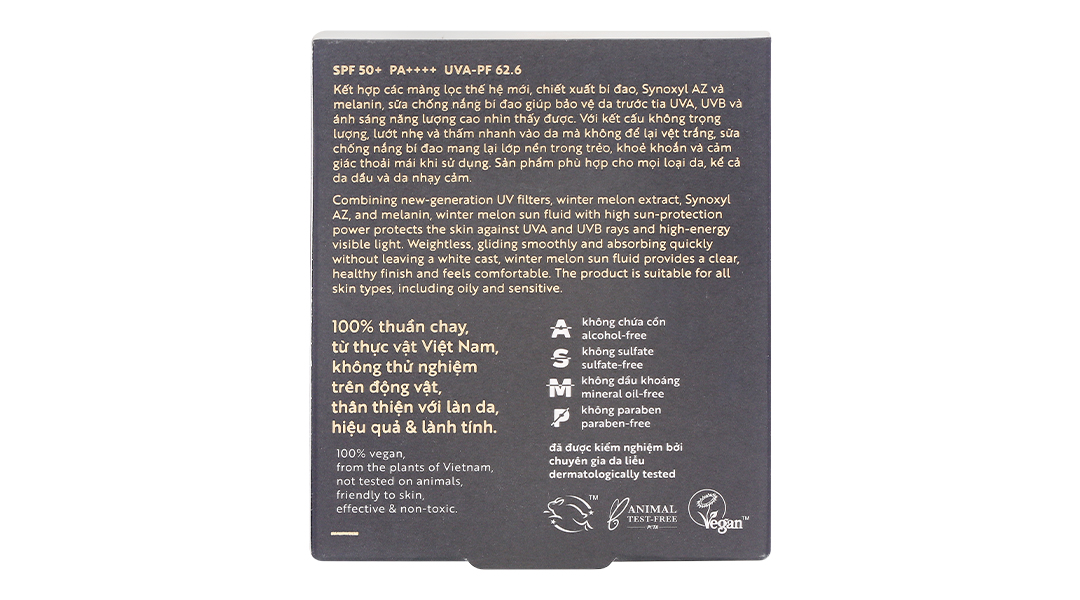 SPF 50+ PA++++ UVA-PF 62.6
Kết hợp các màng lọc thế hệ mới, chiết xuất bí đao, Synoxyl AZ và
melanin, sữa chống nắng bí đao giúp bảo vệ da trước tia UVA, UVB và
ánh sáng năng lượng cao nhìn thấy được. Với kết cấu không trọng
lượng, lướt nhẹ và thấm nhanh vào da mà không để lại vệt trắng, sữa
chống nắng bí đao mang lại lớp nền trong trẻo, khoẻ khoắn và cảm
giác thoải mái khi sử dụng. Sản phẩm phù hợp cho mọi loại da, kể cả
da dầu và da nhạy cảm.
Combining new-generation UV filters, winter melon extract, Synoxyl
AZ, and melanin, winter melon sun fluid with high sun-protection
power protects the skin against UVA and UVB rays and high-energy
visible light. Weightless, gliding smoothly and absorbing quickly
without leaving a white cast, winter melon sun fluid provides a clear,
healthy finish and feels comfortable. The product is suitable for all
skin types, including oily and sensitive.
100% thuần chay,
từ thực vật Việt Nam,
không thử nghiệm
trên động vật,
thân thiện với làn da,
hiệu quả & lành tính.
100% vegan,
from the plants of Vietnam,
not tested on animals,
friendly to skin,
effective & non-toxic.
A không chứa cồn
alcohol-free
S không sulfate
sulfate-free
M không dầu khoáng
mineral oil-free
P không paraben
paraben-free
đã được kiểm nghiệm bởi
chuyên gia da liễu
dermatologically tested
TM
ANIMAL
TEST-FREE
PETA
Vegan TM